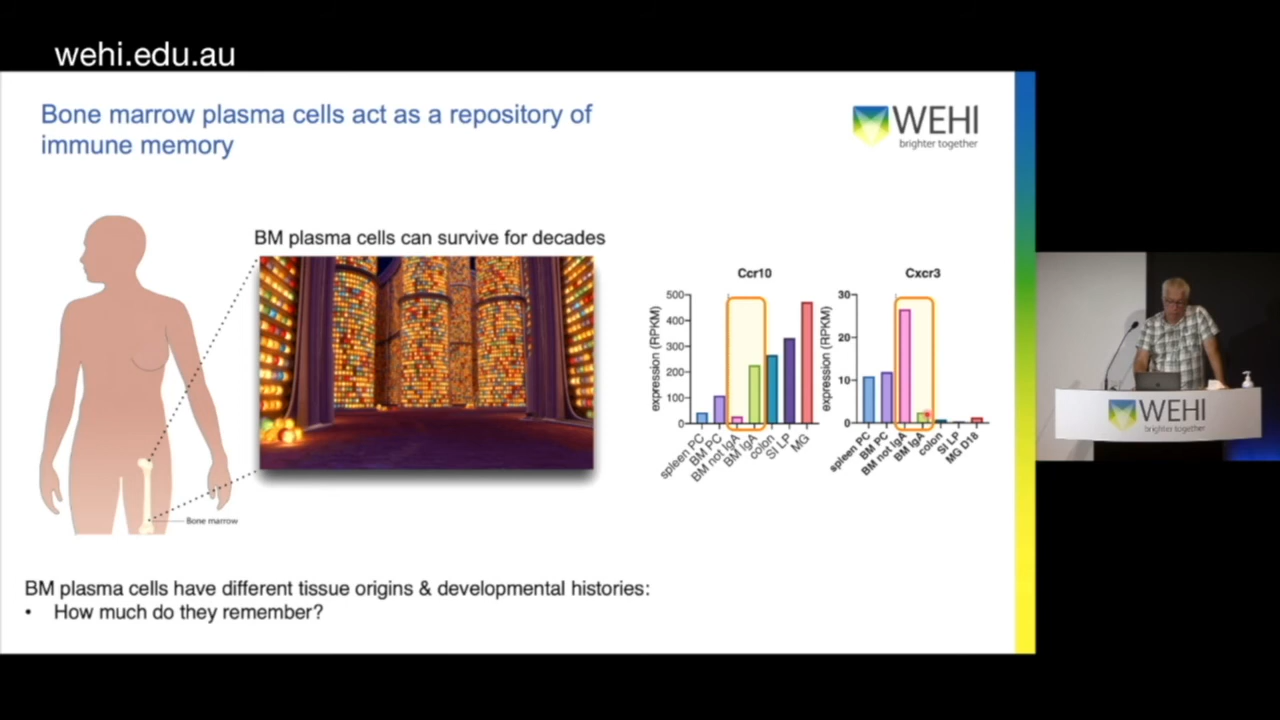 wehi.edu.au
Bone marrow plasma cells act as a repository of
immune memory
WEHI
brighter together
BM plasma cells can survive for decades
Bone marrow
Ccr10
expression (RPKM)
500
400
300
200
100
0
spleen PC
BM PC
BM not IgA
BM IgA
colon
SI LP
MG
Cxcr3
expression (RPKM)
30
20
10
0
spleen PC
BM PC
BM not IgA
BM IgA
colon
SI LP
MG D18
BM plasma cells have different tissue origins & developmental histories:
• How much do they remember?
WEHI
brighter together